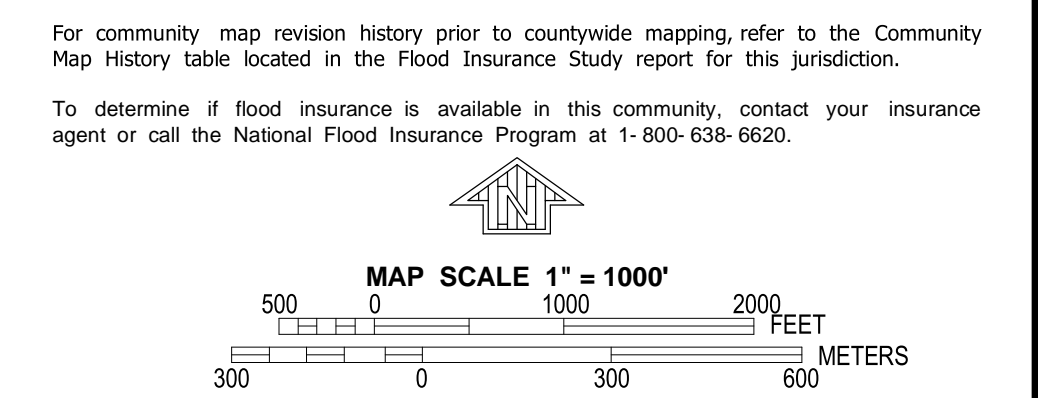 For community map revision history prior to countywide mapping, refer to the Community
Map History table located in the Flood Insurance Study report for this jurisdiction.
To determine if flood insurance is available in this community, contact your insurance
agent or call the National Flood Insurance Program at 1- 800- 638- 6620.
N
MAP SCALE 1" = 1000'
500 0 1000 2000
FEET
METERS
300 0 300 600